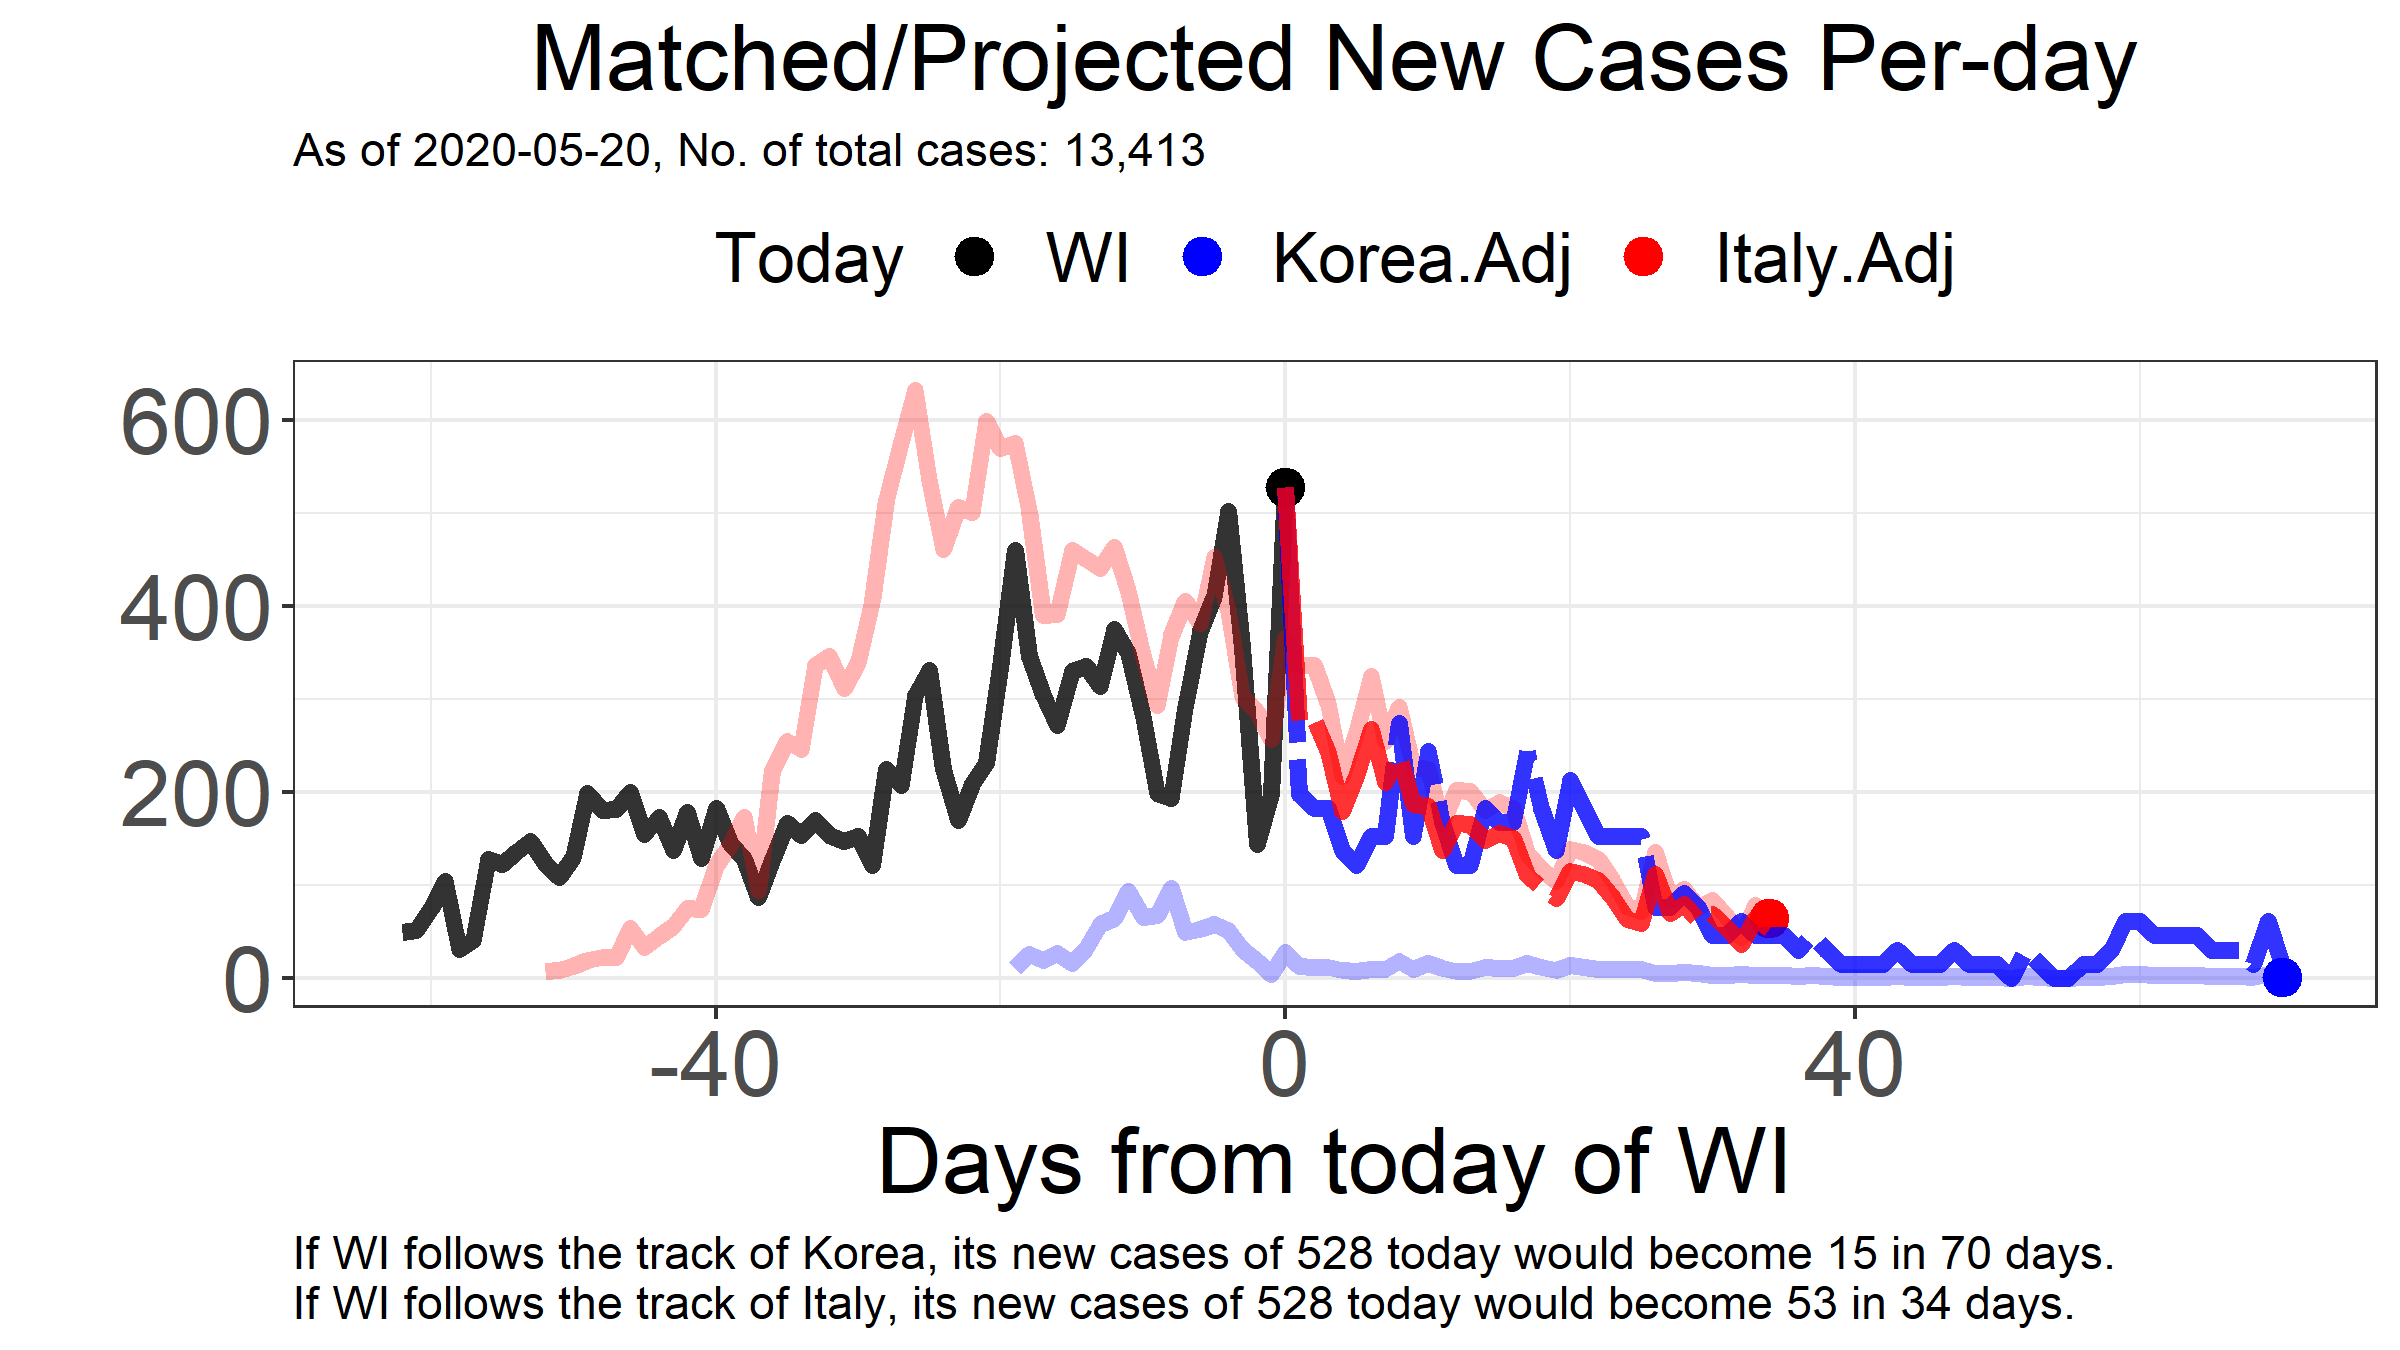 Matched/Projected New Cases Per-day
As of 2020-05-20, No. of total cases: 13,413
Today WI Korea.Adj Italy.Adj
600
400
200
0
-40 0 40
Days from today of WI
If WI follows the track of Korea, its new cases of 528 today would become 15 in 70 days.
If WI follows the track of Italy, its new cases of 528 today would become 53 in 34 days.